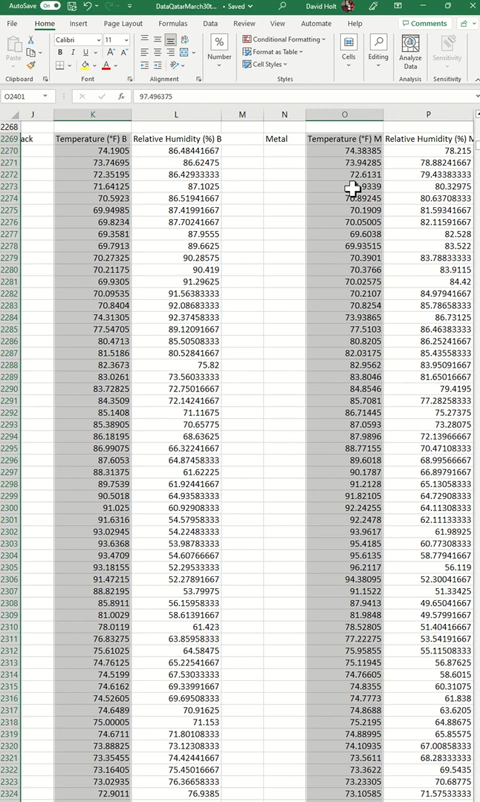 AutoSave On DataQatarMarch30t... • Saved David Holt
File Home Insert Page Layout Formulas Data Review View Automate Help
Comments Share
Paste Calibri 11 Number Conditional Formatting Format as Table Cell Styles Cells Editing Analyze Data Sensitivity
Clipboard Font Alignment Styles Analysis Sensitivity
O2401 fx 97.496375
J K L M N O P
2268
2269 ack Temperature (°F) B Relative Humidity (%) B Metal Temperature (°F) M Relative Humidity (%) M
2270 74.1905 86.48441667 74.38385 78.215
2271 73.74695 86.6245 73.94285 78.88241667
2272 72.35195 86.42933333 72.6131 79.43383333
2273 71.64125 87.1025 9339 80.32975
2274 70.5923 86.51941667 70.89245 80.63708333
2275 69.94985 87.41991667 70.1909 81.59341667
2276 69.8234 87.70241667 70.05005 82.11591667
2277 69.3581 87.9555 69.6038 82.528
2278 69.7913 89.6625 69.93515 83.522
2279 70.27325 90.28575 70.3901 83.78833333
2280 70.21175 90.419 70.3766 83.9115
2281 69.9305 91.29625 70.02575 84.42
2282 70.09535 91.56383333 70.2107 84.97941667
2283 70.8404 92.08683333 70.8254 85.78658333
2284 74.31305 92.37458333 73.93865 86.73125
2285 77.54705 89.12091667 77.5103 86.46383333
2286 80.4713 85.50508333 80.8205 86.25241667
2287 81.5186 80.52841667 82.03175 85.43558333
2288 82.3673 75.82 82.9562 83.95091667
2289 83.0261 73.56033333 83.8046 81.65016667
2290 83.72825 72.75016667 84.8546 79.4195
2291 84.3509 72.14241667 85.7081 77.28258333
2292 85.1408 71.11675 86.71445 75.27375
2293 85.38905 70.65775 87.0593 73.28075
2294 86.18195 68.63625 87.9896 72.13966667
2295 86.99075 66.32241667 88.77155 70.47108333
2296 87.6053 64.87458333 89.6018 68.99566667
2297 88.31375 61.62225 90.1787 66.89791667
2298 89.7539 61.92441667 91.2128 65.13058333
2299 90.5018 64.93583333 91.82105 64.72908333
2300 91.025 60.92908333 92.24255 64.11308333
2301 91.6316 54.57958333 92.2478 62.11133333
2302 93.02945 54.22483333 93.9617 61.98925
2303 93.6368 53.98783333 95.4185 60.77308333
2304 93.4709 54.60766667 95.6135 58.77941667
2305 93.18155 52.29533333 96.2117 56.119
2306 91.47215 52.27891667 94.38095 52.30041667
2307 88.82195 53.79975 91.1522 51.33425
2308 85.8911 56.15958333 87.9413 49.65041667
2309 81.0029 58.61391667 81.9848 49.57991667
2310 78.0119 61.423 78.52805 51.40416667
2311 76.83275 63.85958333 77.22275 53.54191667
2312 75.61025 64.58475 75.95855 55.11508333
2313 74.76125 65.22541667 75.11945 56.87625
2314 74.5199 67.53033333 74.76605 58.6015
2315 74.6162 69.33991667 74.8355 60.31075
2316 74.52605 69.69508333 74.7773 61.838
2317 74.6489 70.91625 74.8688 63.6205
2318 75.00005 71.153 75.2195 64.88675
2319 74.6711 71.80108333 74.88995 65.85575
2320 73.88825 73.12308333 74.10935 67.00858333
2321 73.35455 74.42441667 73.5611 68.28333333
2322 73.16405 75.45016667 73.3622 69.5435
2323 73.02935 76.36658333 73.23305 70.68775
2324 72.9011 76.9385 73.10585 71.57533333